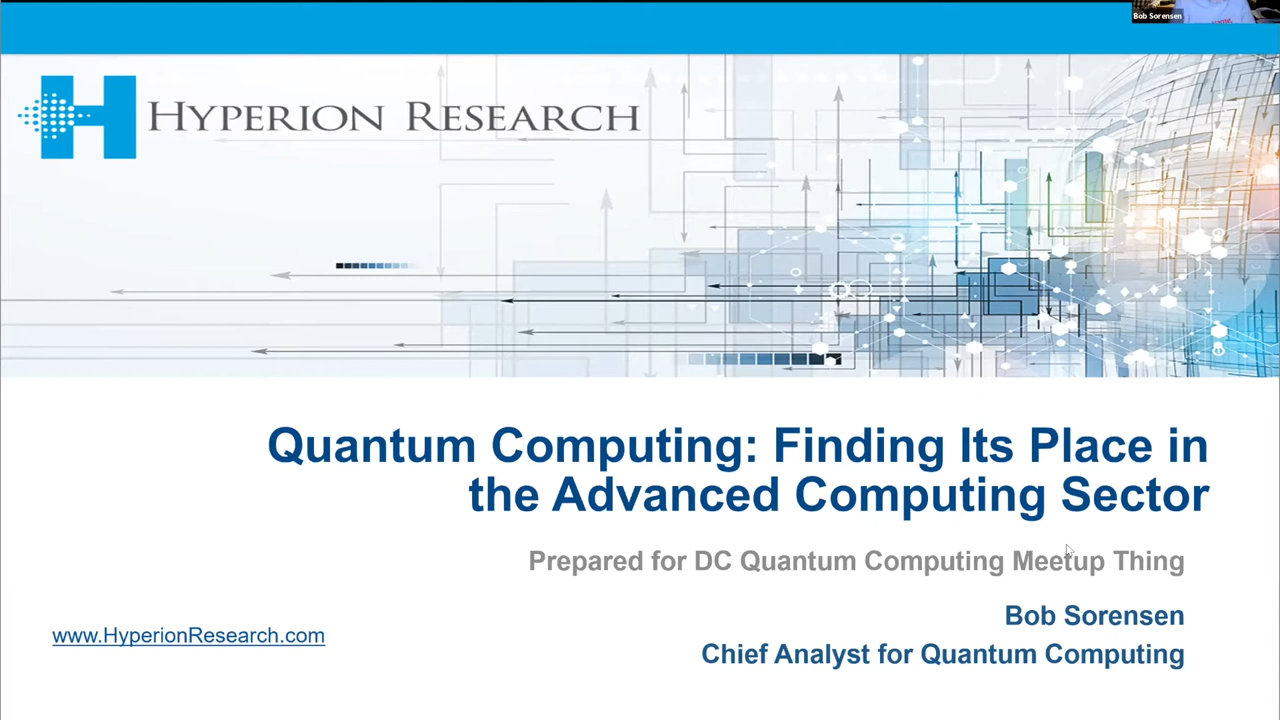 Bob Sorensen
HYPERION RESEARCH
Quantum Computing: Finding Its Place in
the Advanced Computing Sector
Prepared for DC Quantum Computing Meetup Thing
Bob Sorensen
www.HyperionResearch.com
Chief Analyst for Quantum Computing